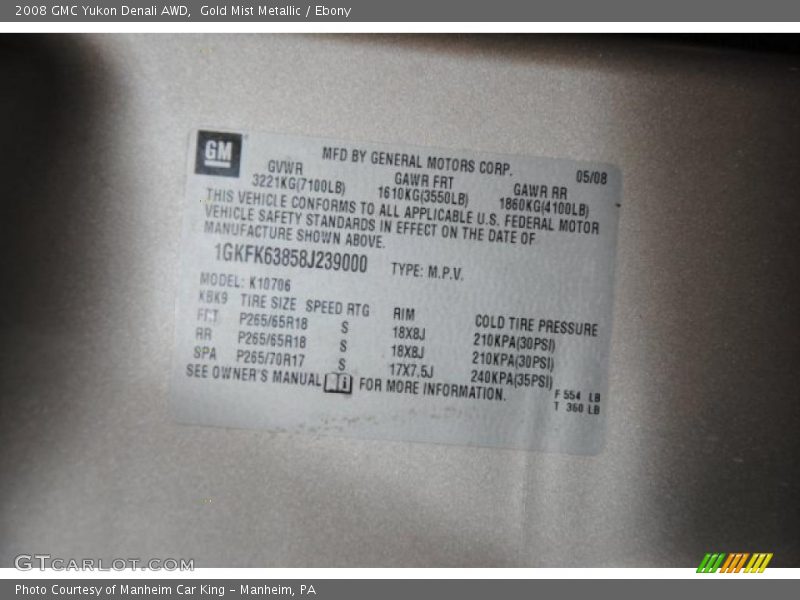 2008 GMC Yukon Denali AWD,  Gold Mist Metallic / Ebony
GM
MFD BY GENERAL MOTORS CORP.
05/08
GVWR GAWR FRT GAWR RR
3221KG(7100LB) 1610KG(3550LB) 1860KG(4100LB)
THIS VEHICLE CONFORMS TO ALL APPLICABLE U.S. FEDERAL MOTOR
VEHICLE SAFETY STANDARDS IN EFFECT ON THE DATE OF
MANUFACTURE SHOWN ABOVE.
1GKFK63858J239000 TYPE: M.P.V.
MODEL: K10706
KBK9 TIRE SIZE SPEED RTG RIM COLD TIRE PRESSURE
FRT P265/65R18 S 18X8J 210KPA(30PSI)
RR P265/65R18 S 18X8J 210KPA(30PSI)
SPA P265/70R17 S 17X7.5J 240KPA(35PSI)
SEE OWNER'S MANUAL FOR MORE INFORMATION.
F 554 LB
T 360 LB
GTCARLOT.COM
Photo Courtesy of Manheim Car King - Manheim, PA